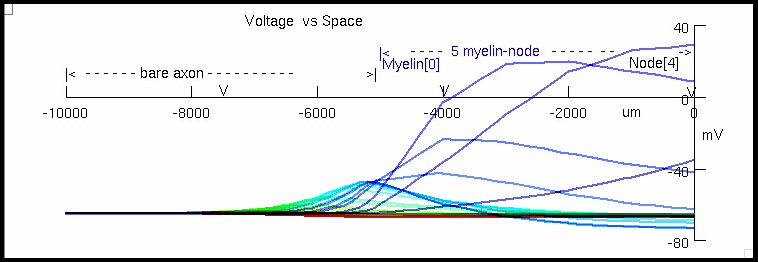 Voltage vs Space
40
|< - - - - - - 5 myelin-node - - - - - - - - ->
|< - - - - - - - - bare axon - - - - - - - - >|
Myelin[0]
Node[4]
V V V
0
-10000 -8000 -6000 -4000 -2000 um 0
mV
-40
-80